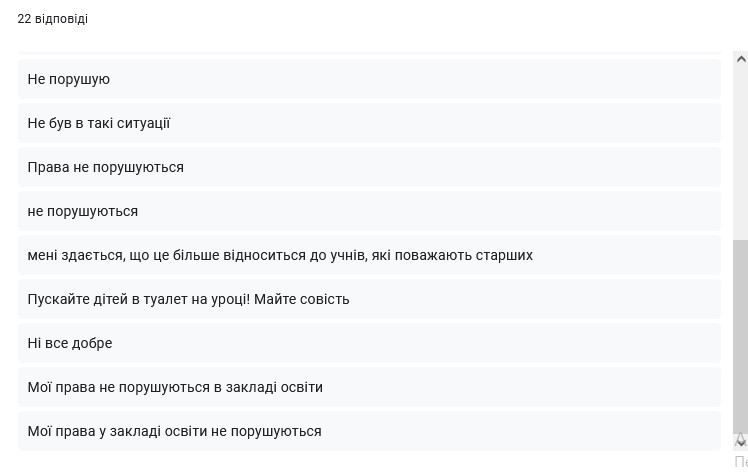 22 відповіді
Не порушую
Не був в такі ситуації
Права не порушуються
не порушуються
мені здається, що це більше відноситься до учнів, які поважають старших
Пускайте дітей в туалет на уроці! Майте совість
Ні все добре
Мої права не порушуються в закладі освіти
Мої права у закладі освіти не порушуються